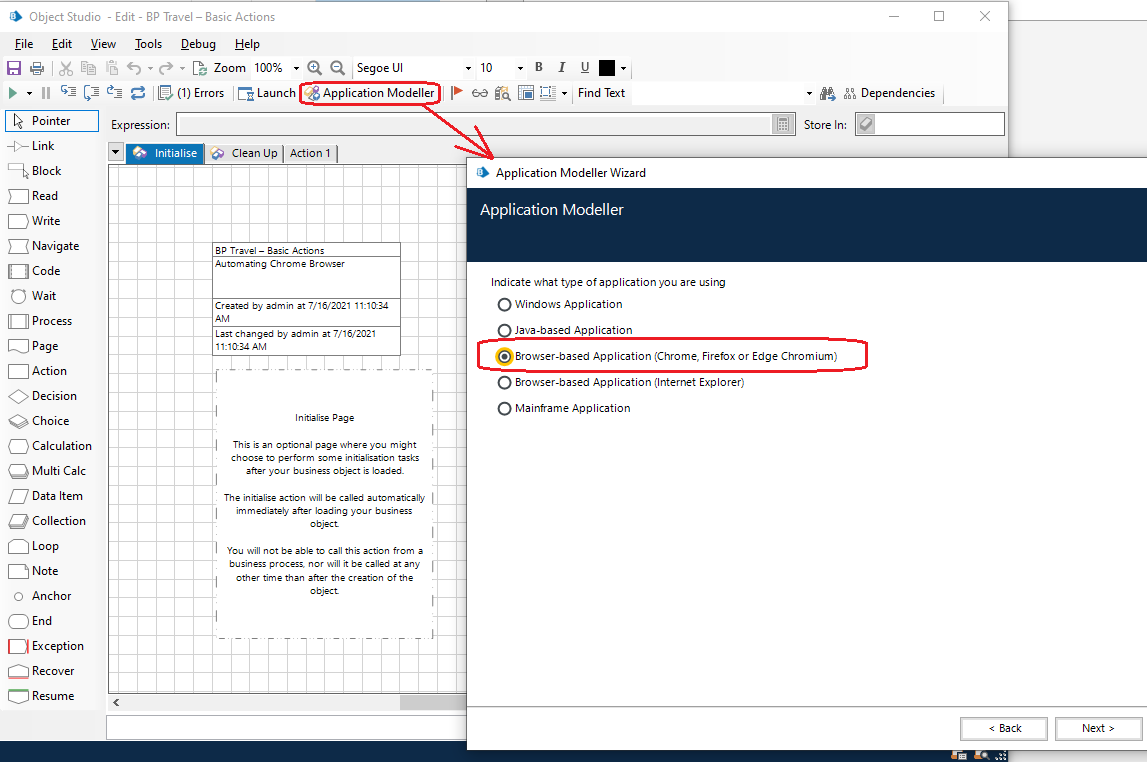 Object Studio - Edit - BP Travel – Basic Actions
File Edit View Tools Debug Help
Zoom 100% Segoe UI 10 B I U
(1) Errors Launch Application Modeller Find Text Dependencies
Pointer
Link
Block
Read
Write
Navigate
Code
Wait
Process
Page
Action
Decision
Choice
Calculation
Multi Calc
Data Item
Collection
Loop
Note
Anchor
End
Exception
Recover
Resume
Expression: Store In:
Initialise Clean Up Action 1
BP Travel – Basic Actions
Automating Chrome Browser
Created by admin at 7/16/2021 11:10:34
AM
Last changed by admin at 7/16/2021
11:10:34 AM
Initialise Page
This is an optional page where you might
choose to perform some initialisation tasks
after your business object is loaded.
The initialise action will be called automatically
immediately after loading your business
object.
You will not be able to call this action from a
business process, nor will it be called at any
other time than after the creation of the
object.
Application Modeller Wizard
Application Modeller
Indicate what type of application you are using
Windows Application
Java-based Application
Browser-based Application (Chrome, Firefox or Edge Chromium)
Browser-based Application (Internet Explorer)
Mainframe Application
< Back Next >